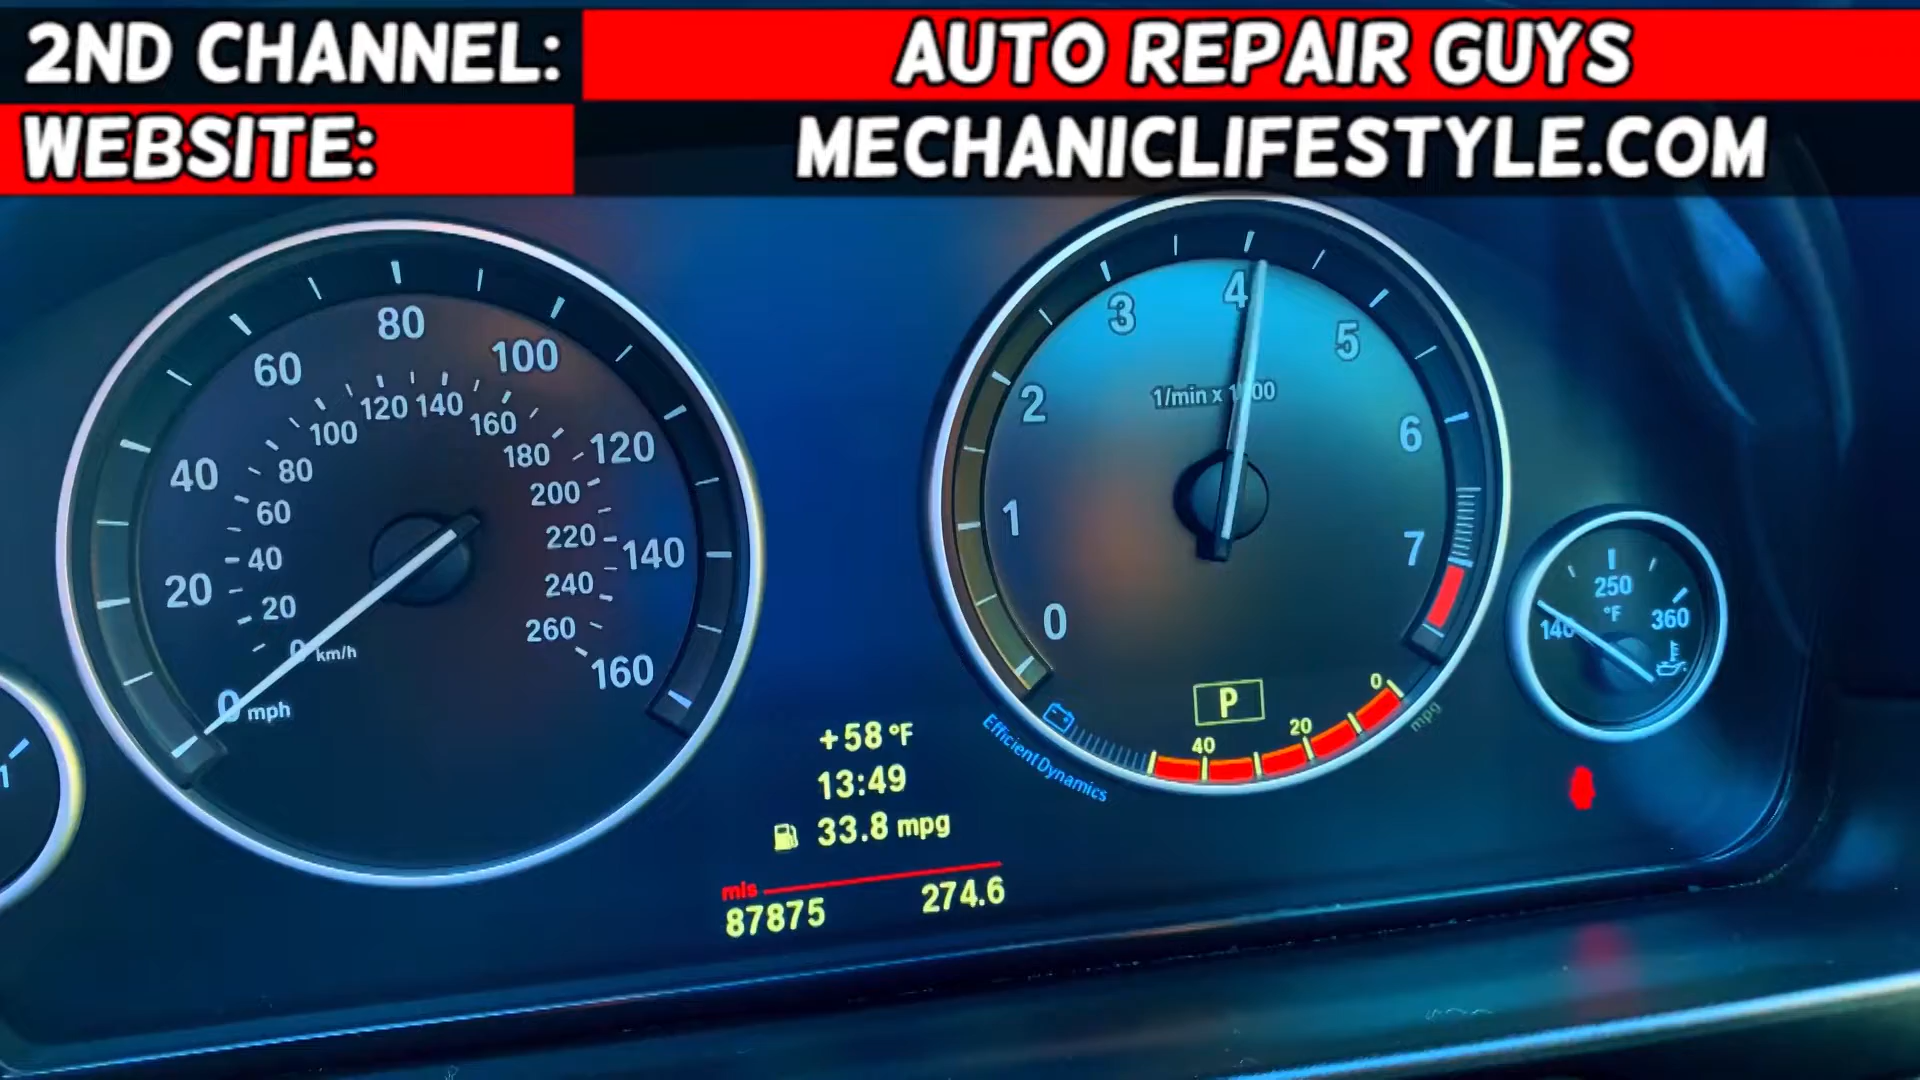 2ND CHANNEL: AUTO REPAIR GUYS
WEBSITE: MECHANICLIFESTYLE.COM
0 20 40 60 80 100 120 140 160
mph
0 20 40 60 80 100 120 140 160 180 200 220 240 260
km/h
+58 °F
13:49
33.8 mpg
mls
87875 274.6
0 1 2 3 4 5 6 7
1/min x
P
40 20 0
mpg
EfficientDynamics
140 250 360
°F
1